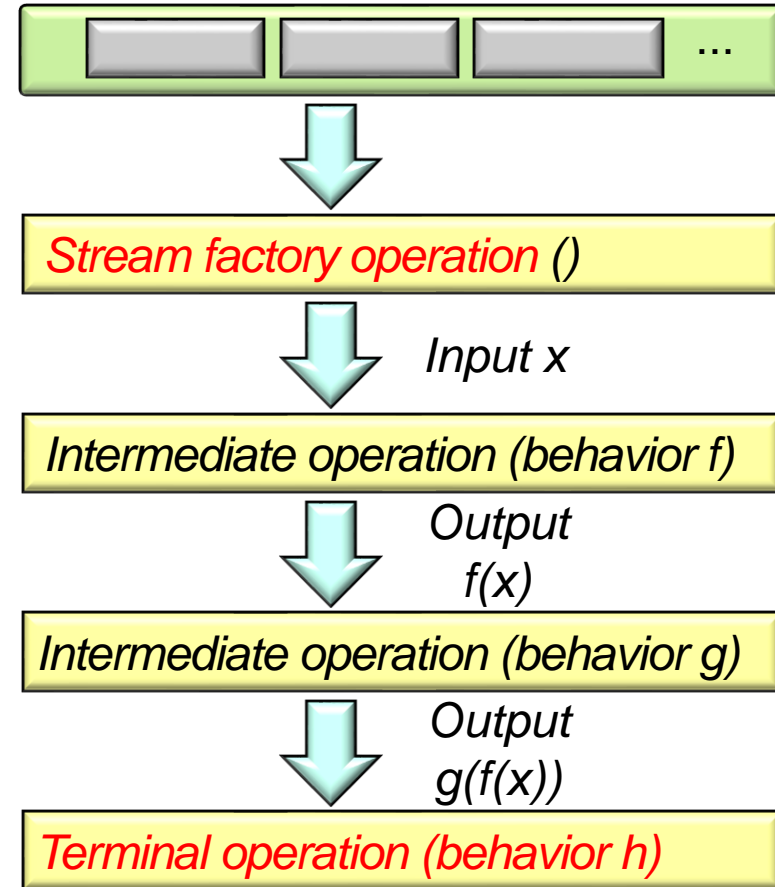 ...
Stream factory operation ()
Input x
Intermediate operation (behavior f)
Output
f(x)
Intermediate operation (behavior g)
Output
g(f(x))
Terminal operation (behavior h)